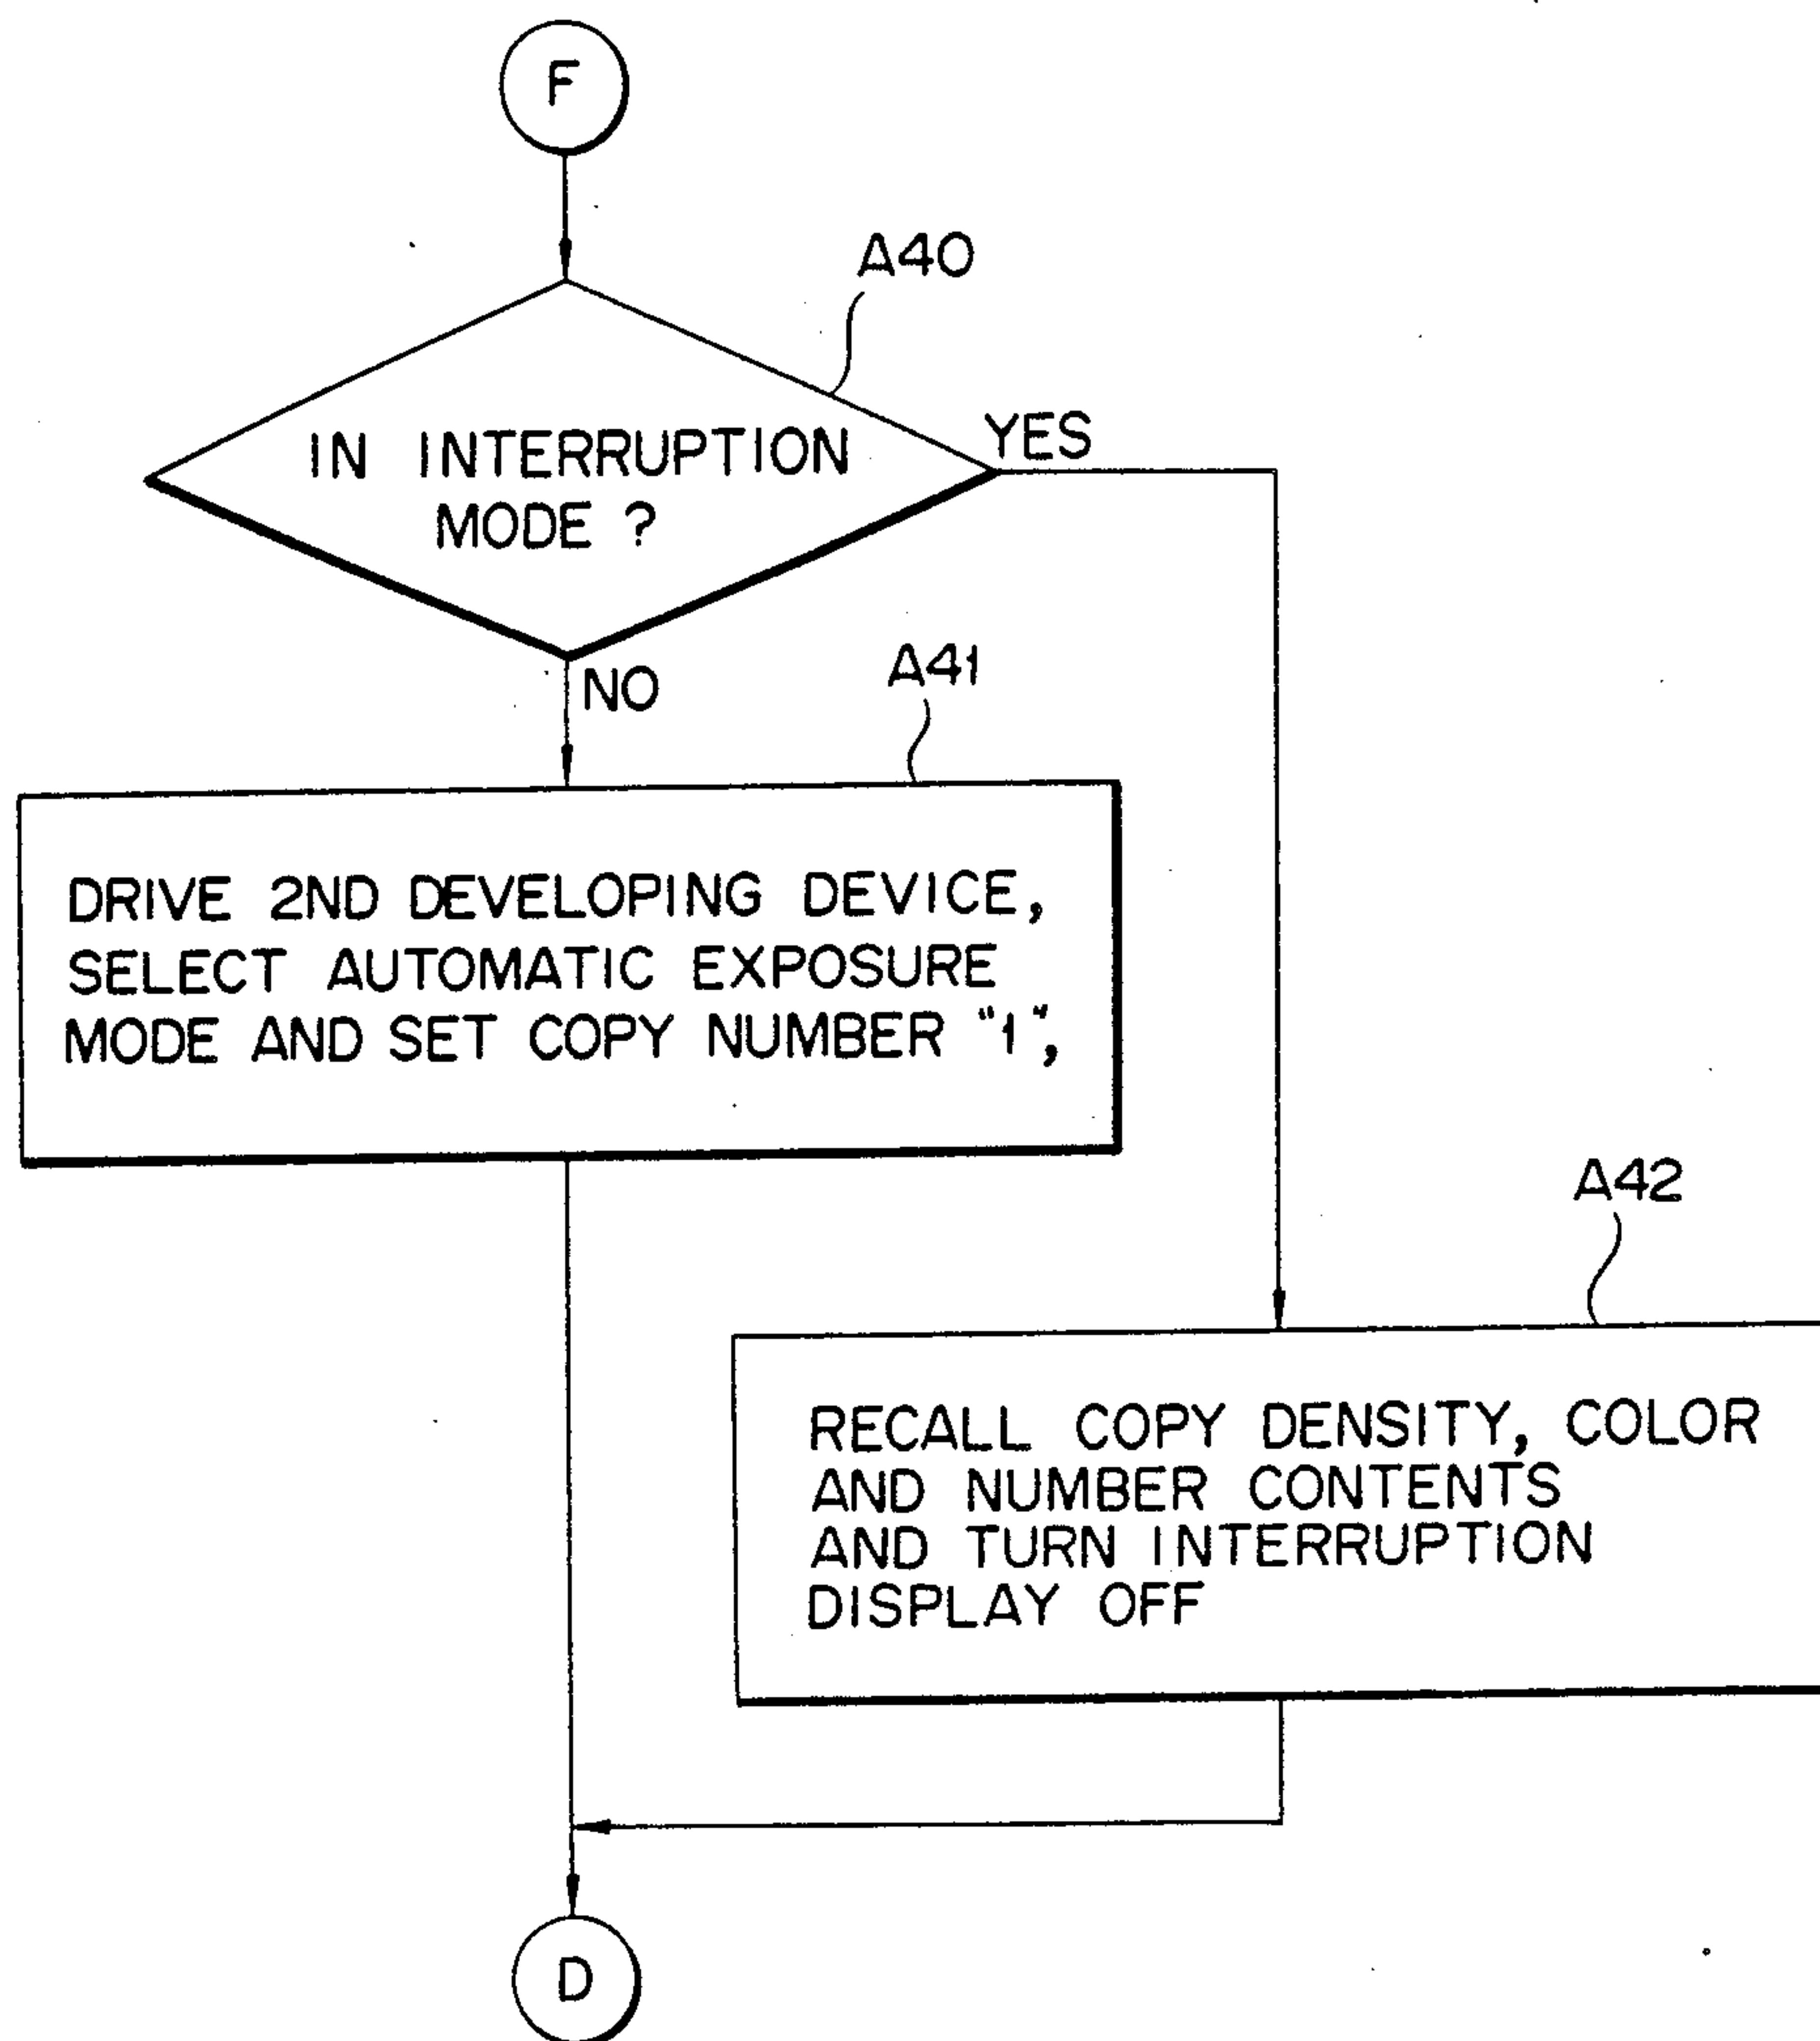 F
A40
IN INTERRUPTION
MODE ?
YES
NO
A41
DRIVE 2ND DEVELOPING DEVICE,
SELECT AUTOMATIC EXPOSURE
MODE AND SET COPY NUMBER "1",
A42
RECALL COPY DENSITY, COLOR
AND NUMBER CONTENTS
AND TURN INTERRUPTION
DISPLAY OFF
D